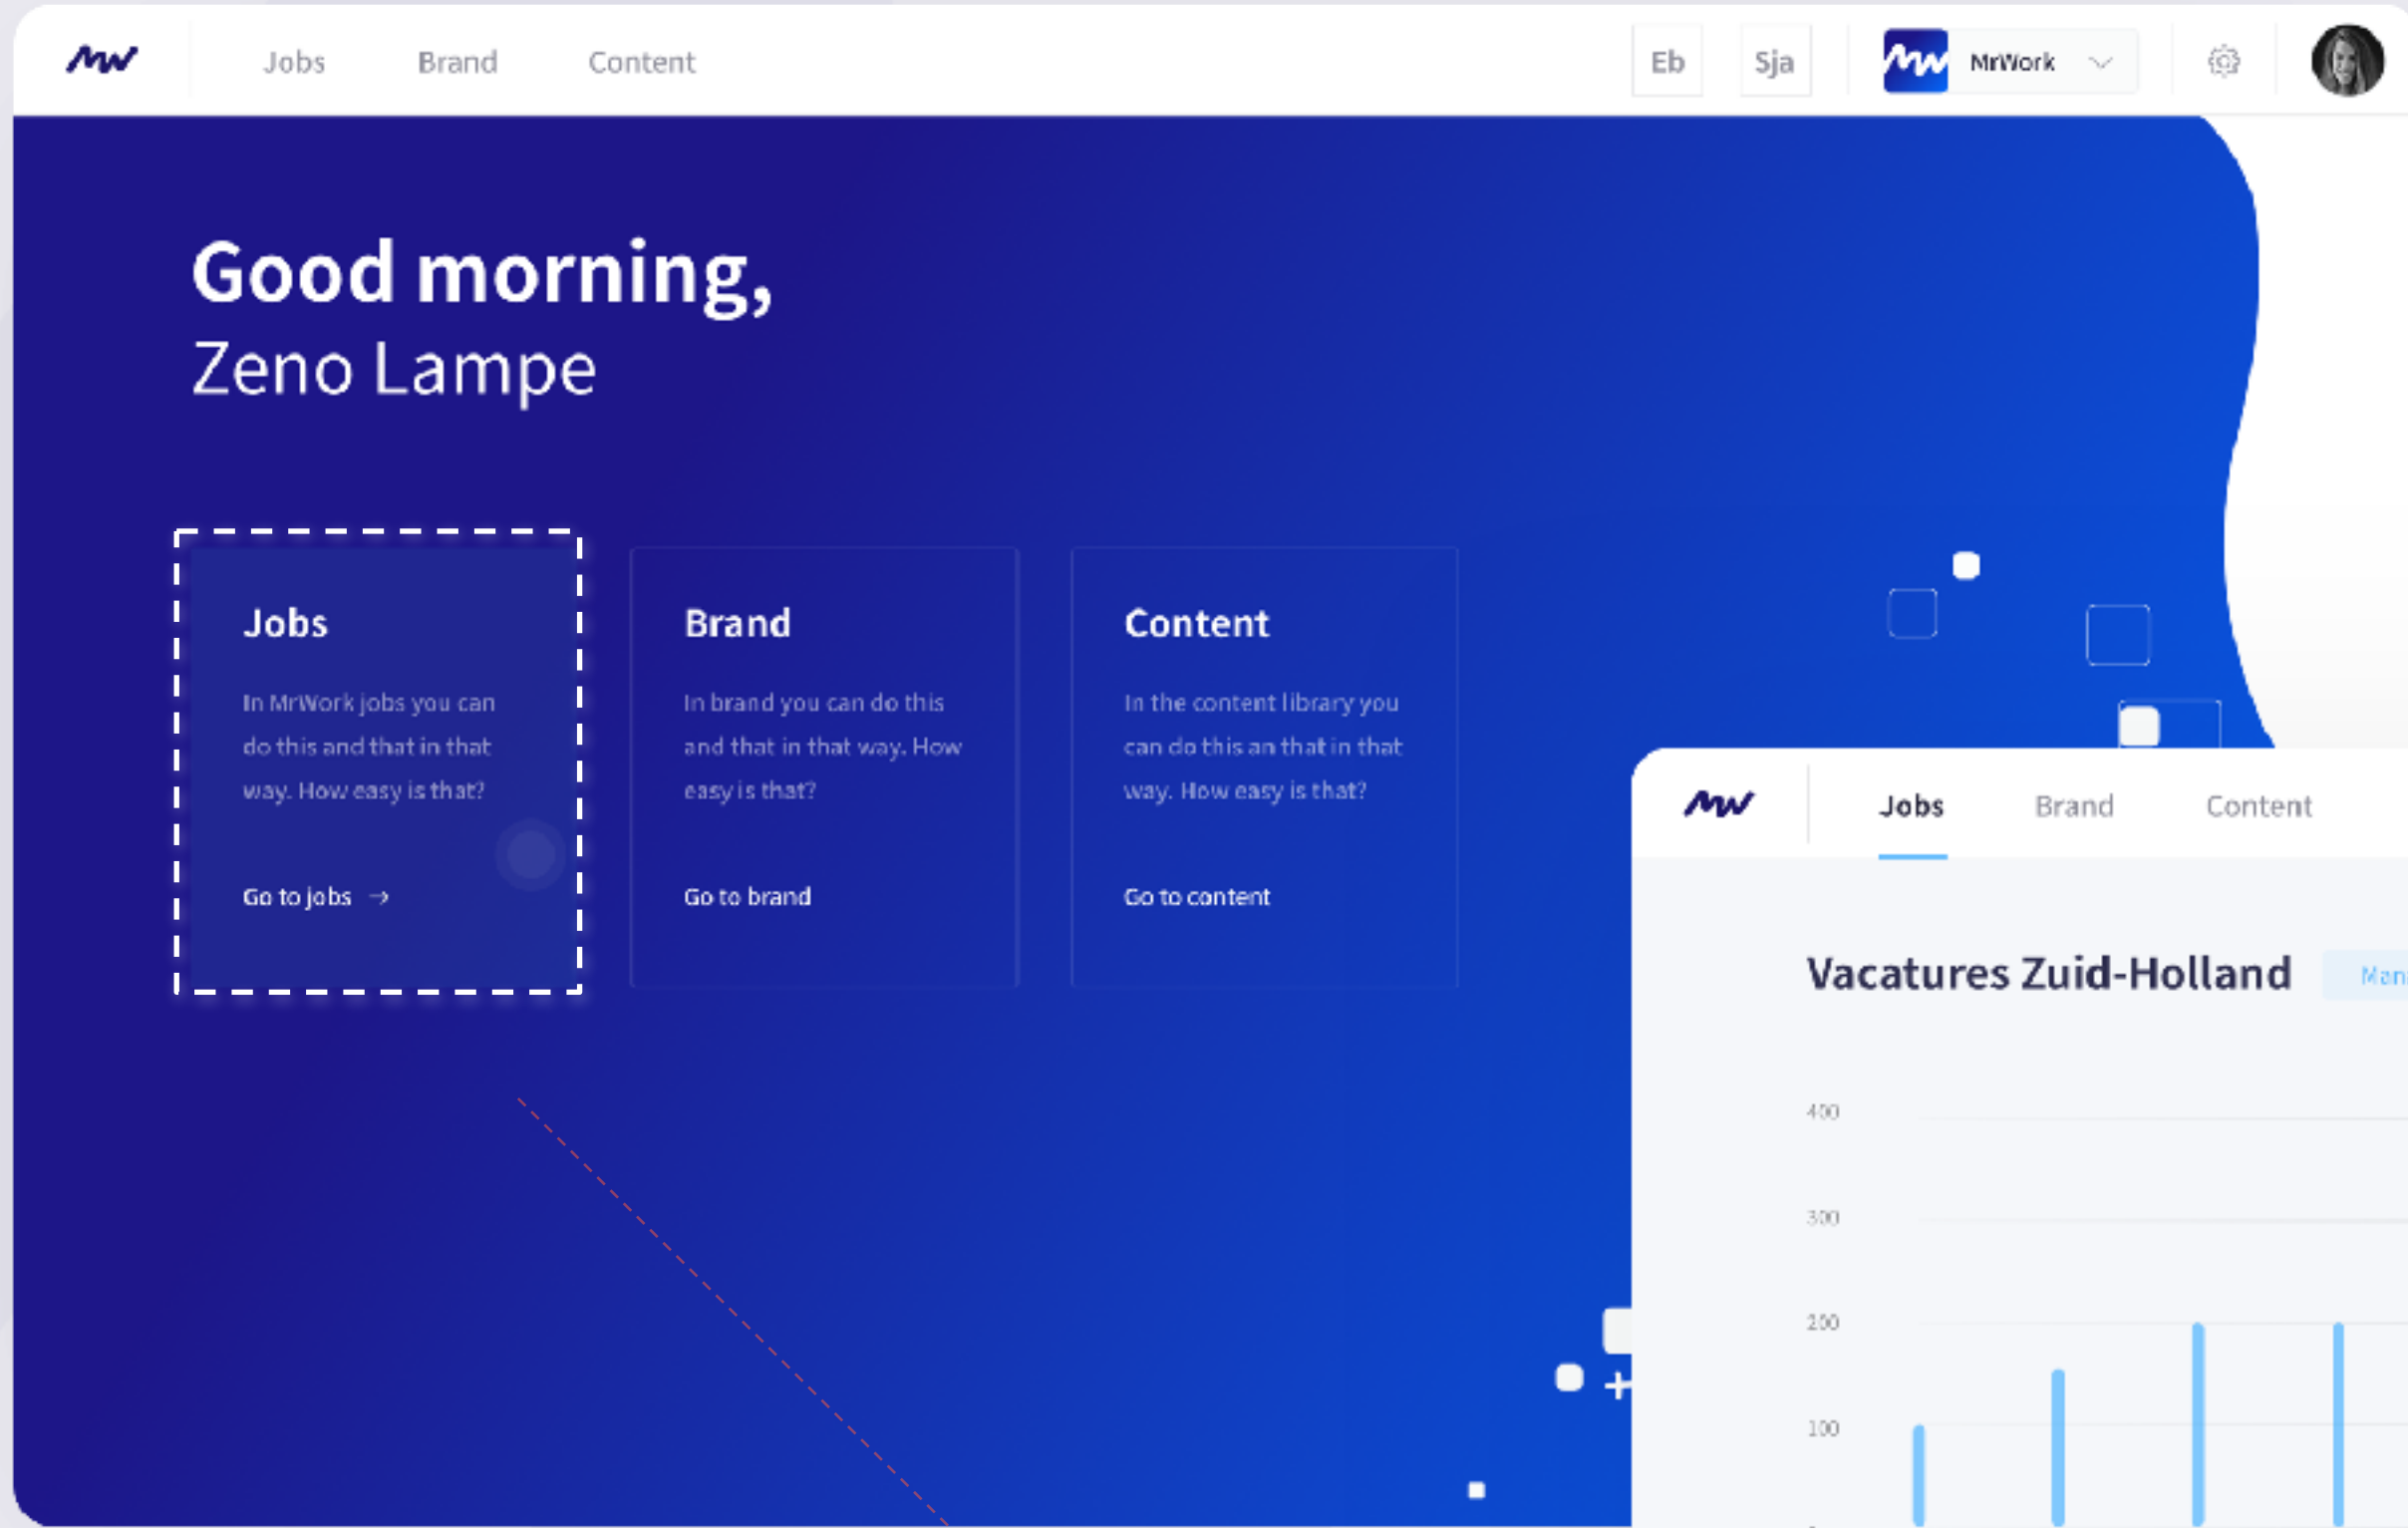 MW
Jobs
Brand
Content
Eb
Sja
MW
MrWork
Good morning,
Zeno Lampe
Jobs
In MrWork jobs you can
do this and that in that
way. How easy is that?
Go to jobs →
Brand
In brand you can do this
and that in that way. How
easy is that?
Go to brand
Content
In the content library you
can do this an that in that
way. How easy is that?
Go to content
MW
Jobs
Brand
Content
Vacatures Zuid-Holland
400
300
200
100